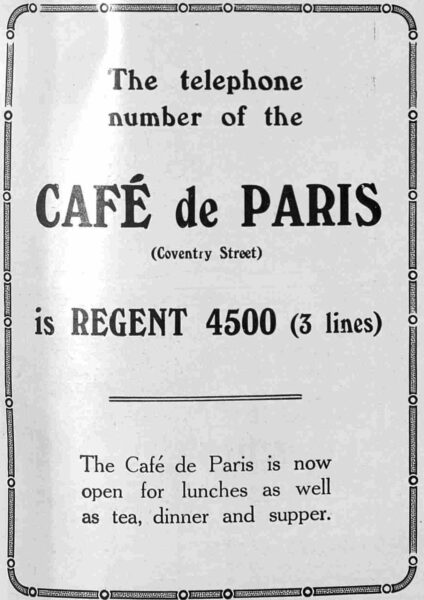 The telephone
number of the
CAFÉ de PARIS
(Coventry Street)
is REGENT 4500 (3 lines)
The Café de Paris is now
open for lunches as well
as tea, dinner and supper.